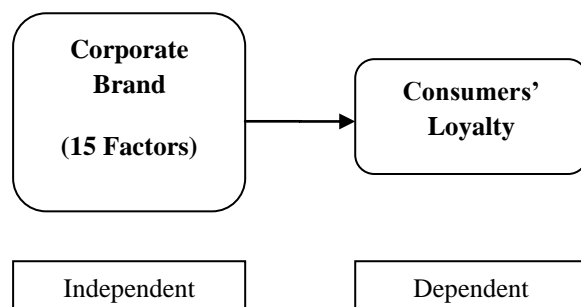 Corporate
Brand
(15 Factors)
Consumers’
Loyalty
Independent
Dependent